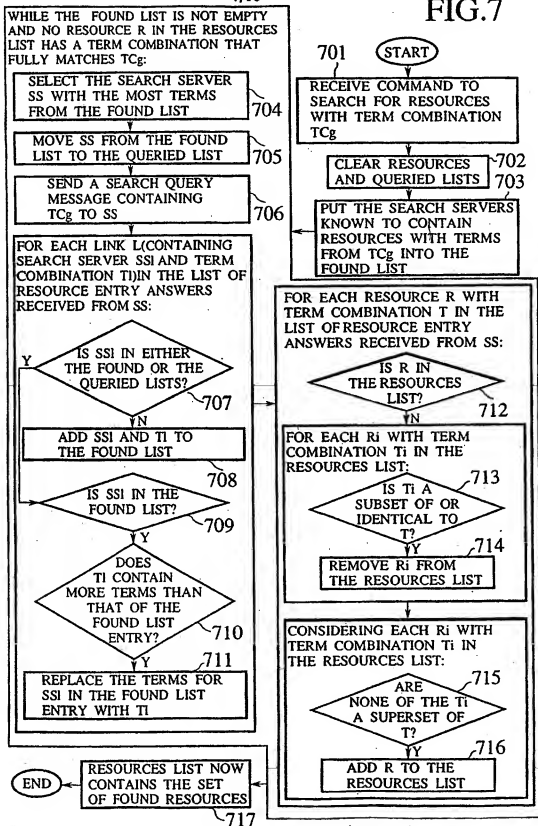 FIG.7
START
701
RECEIVE COMMAND TO
SEARCH FOR RESOURCES
WITH TERM COMBINATION
TCg
702
CLEAR RESOURCES
AND QUERIED LISTS
703
PUT THE SEARCH SERVERS
KNOWN TO CONTAIN
RESOURCES WITH TERMS
FROM TCg INTO THE
FOUND LIST
WHILE THE FOUND LIST IS NOT EMPTY
AND NO RESOURCE R IN THE RESOURCES
LIST HAS A TERM COMBINATION THAT
FULLY MATCHES TCg:
SELECT THE SEARCH SERVER
SS WITH THE MOST TERMS
FROM THE FOUND LIST
704
MOVE SS FROM THE FOUND
LIST TO THE QUERIED LIST
705
SEND A SEARCH QUERY
MESSAGE CONTAINING
TCg TO SS
706
FOR EACH LINK L(CONTAINING
SEARCH SERVER SSl AND TERM
COMBINATION Tl)IN THE LIST OF
RESOURCE ENTRY ANSWERS
RECEIVED FROM SS:
Y
IS SSl IN EITHER
THE FOUND OR THE
QUERIED LISTS?
707
N
ADD SSl AND Tl TO
THE FOUND LIST
708
IS SSl IN THE
FOUND LIST?
709
Y
DOES
Tl CONTAIN
MORE TERMS THAN
THAT OF THE
FOUND LIST
ENTRY?
710
Y
711
REPLACE THE TERMS FOR
SSl IN THE FOUND LIST
ENTRY WITH Tl
FOR EACH RESOURCE R WITH
TERM COMBINATION T IN THE
LIST OF RESOURCE ENTRY
ANSWERS RECEIVED FROM SS:
IS R IN
THE RESOURCES
LIST?
712
N
FOR EACH Ri WITH TERM
COMBINATION Ti IN THE
RESOURCES LIST:
713
IS Ti A
SUBSET OF OR
IDENTICAL TO
T?
Y
714
REMOVE Ri FROM
THE RESOURCES LIST
CONSIDERING EACH Ri WITH
TERM COMBINATION Ti IN
THE RESOURCES LIST:
715
ARE
NONE OF THE Ti
A SUPERSET OF
T?
Y
716
ADD R TO THE
RESOURCES LIST
RESOURCES LIST NOW
CONTAINS THE SET
OF FOUND RESOURCES
717
END